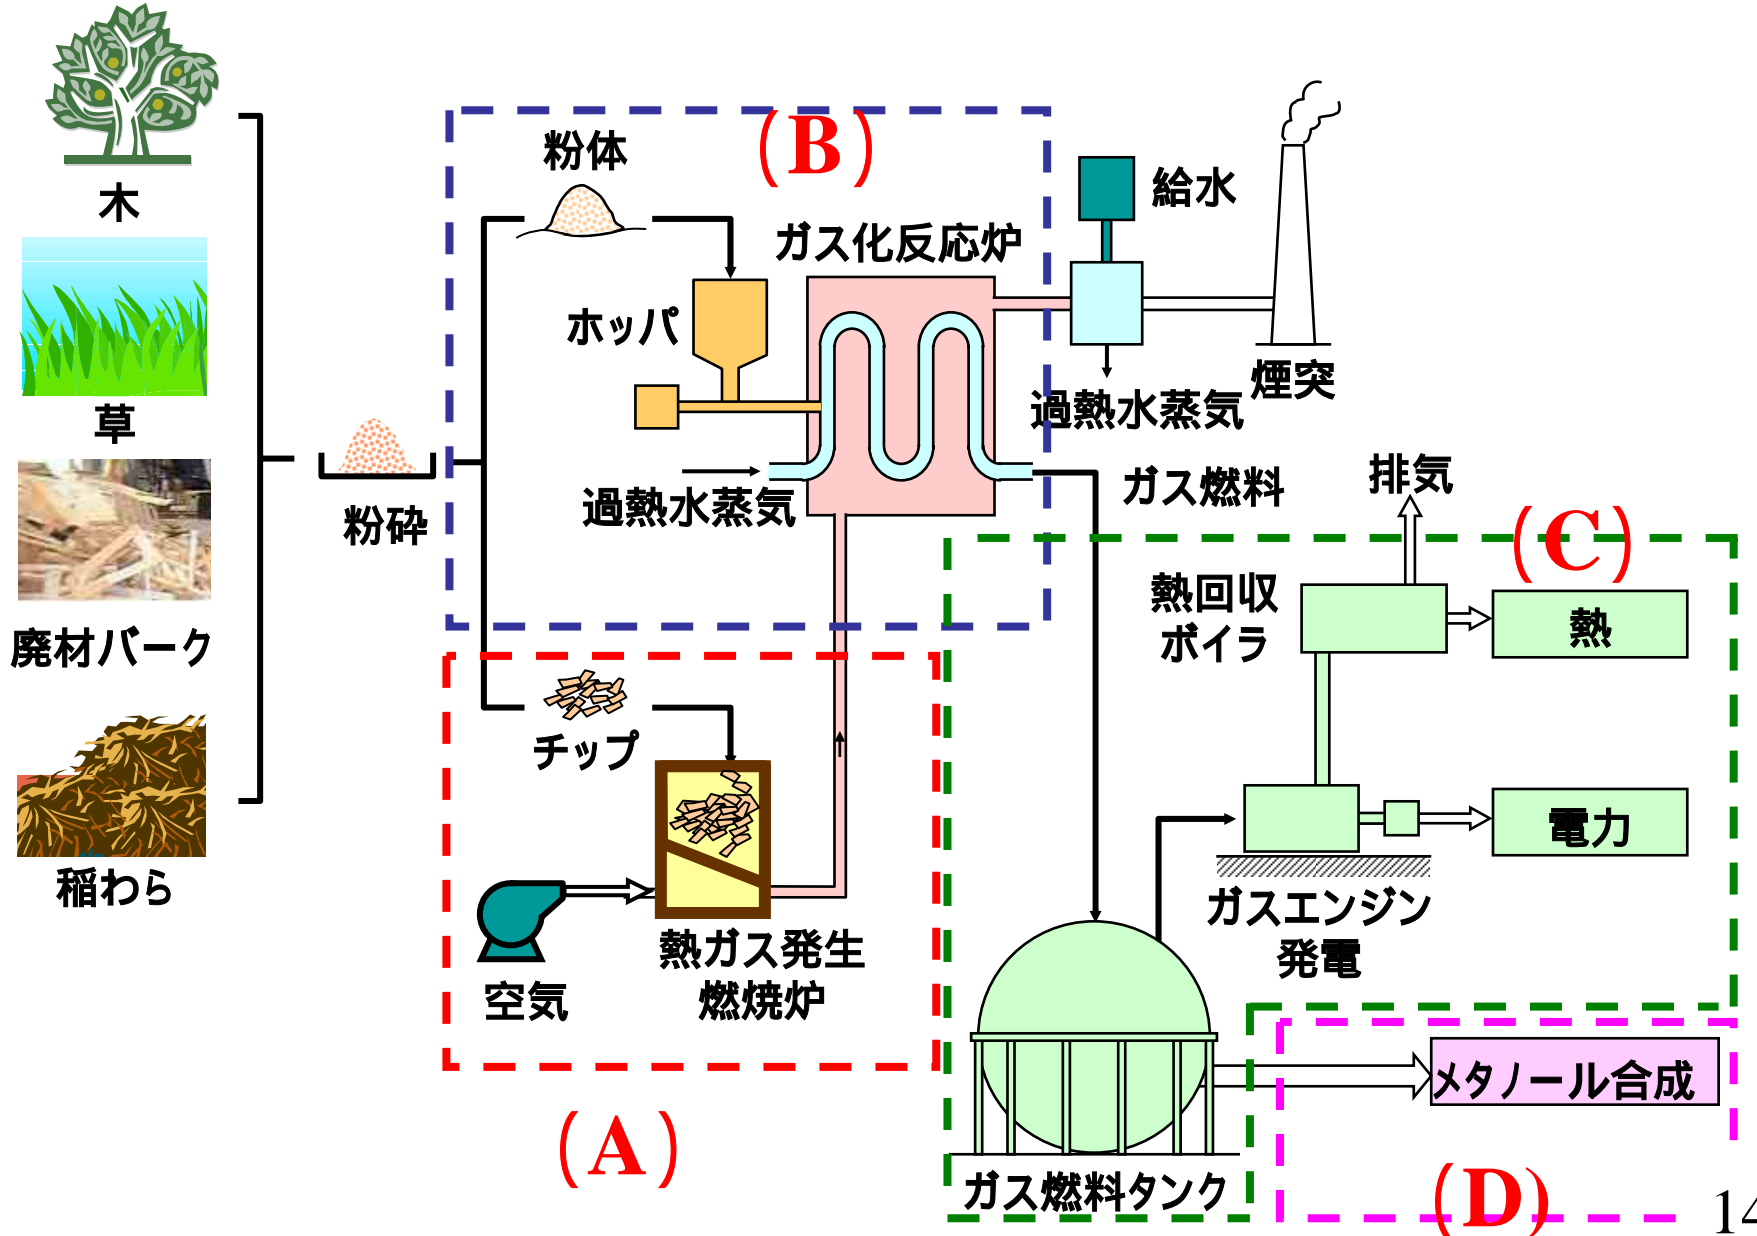 木
草
廃材バーク
稲わら
粉砕
(B)
粉体
ガス化反応炉
ホッパ
過熱水蒸気
給水
過熱水蒸気
煙突
ガス燃料
(A)
チップ
空気
熱ガス発生
燃焼炉
(C)
排気
熱回収
ボイラ
熱
電力
ガスエンジン
発電
ガス燃料タンク
メタノール合成
(D)
14